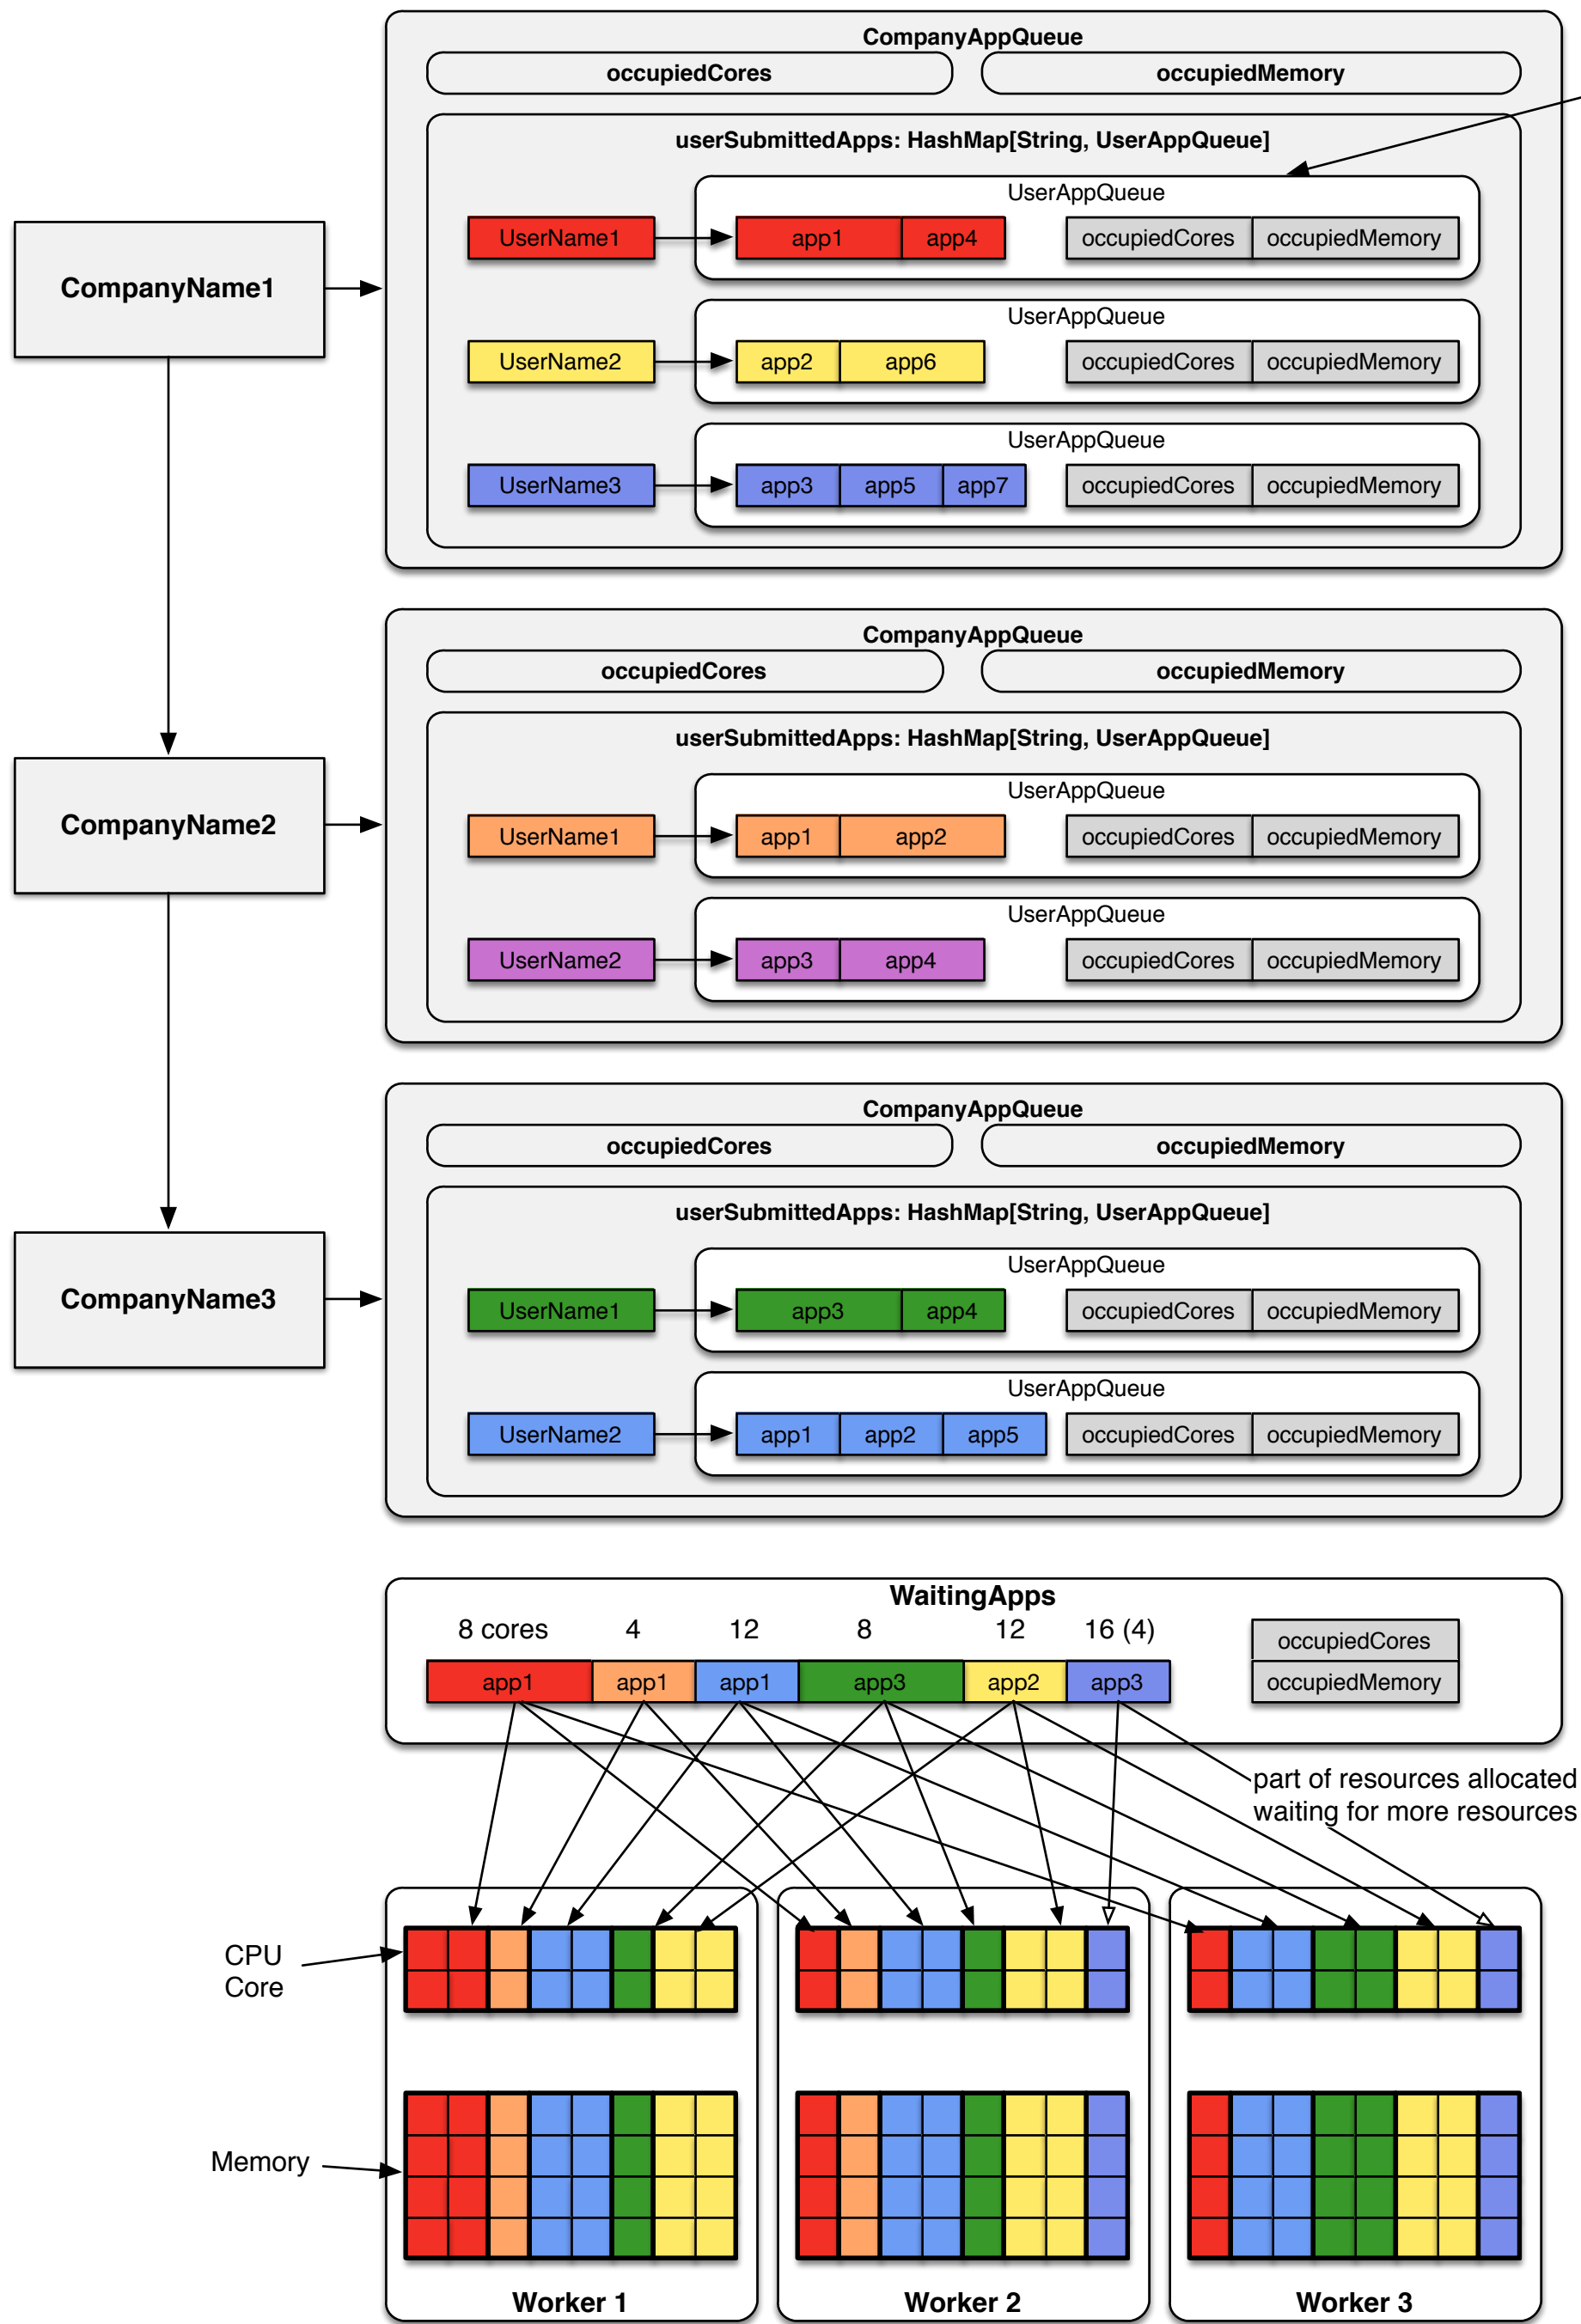 CompanyAppQueue
occupiedCores occupiedMemory
userSubmittedApps: HashMap[String, UserAppQueue]
UserAppQueue
UserName1 app1 app4 occupiedCores occupiedMemory
CompanyName1
UserAppQueue
UserName2 app2 app6 occupiedCores occupiedMemory
UserAppQueue
UserName3 app3 app5 app7 occupiedCores occupiedMemory
CompanyAppQueue
occupiedCores occupiedMemory
userSubmittedApps: HashMap[String, UserAppQueue]
UserAppQueue
CompanyName2
UserName1 app1 app2 occupiedCores occupiedMemory
UserAppQueue
UserName2 app3 app4 occupiedCores occupiedMemory
CompanyAppQueue
occupiedCores occupiedMemory
userSubmittedApps: HashMap[String, UserAppQueue]
UserAppQueue
CompanyName3
UserName1 app3 app4 occupiedCores occupiedMemory
UserAppQueue
UserName2 app1 app2 app5 occupiedCores occupiedMemory
WaitingApps
8 cores 4 12 8 12 16 (4)
occupiedCores
app1 app1 app1 app3 app2 app3 occupiedMemory
part of resources allocated
waiting for more resources
CPU
Core
Memory
Worker 1 Worker 2 Worker 3